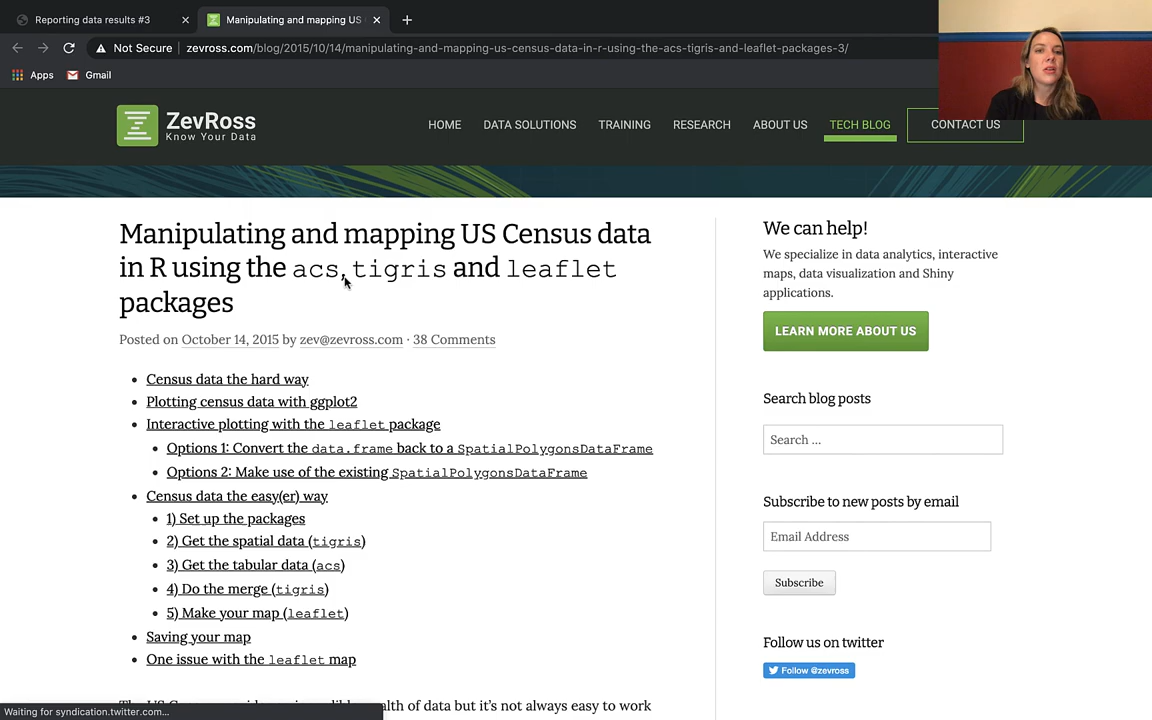 Reporting data results #3
Manipulating and mapping US
Not Secure
zevross.com/blog/2015/10/14/manipulating-and-mapping-us-census-data-in-r-using-the-acs-tigris-and-leaflet-packages-3/
Apps
Gmail
ZevRoss
Know Your Data
HOME
DATA SOLUTIONS
TRAINING
RESEARCH
ABOUT US
TECH BLOG
CONTACT US
Manipulating and mapping US Census data
in R using the acs, tigris and leaflet
packages
Posted on October 14, 2015 by zev@zevross.com · 38 Comments
Census data the hard way
Plotting census data with ggplot2
Interactive plotting with the leaflet package
Options 1: Convert the data.frame back to a SpatialPolygonsDataFrame
Options 2: Make use of the existing SpatialPolygonsDataFrame
Census data the easy(er) way
1) Set up the packages
2) Get the spatial data (tigris)
3) Get the tabular data (acs)
4) Do the merge (tigris)
5) Make your map (leaflet)
Saving your map
One issue with the leaflet map
alth of data but it's not always easy to work
Waiting for syndication.twitter.com...
We can help!
We specialize in data analytics, interactive
maps, data visualization and Shiny
applications.
LEARN MORE ABOUT US
Search blog posts
Search ...
Subscribe to new posts by email
Email Address
Subscribe
Follow us on twitter
Follow @zevross